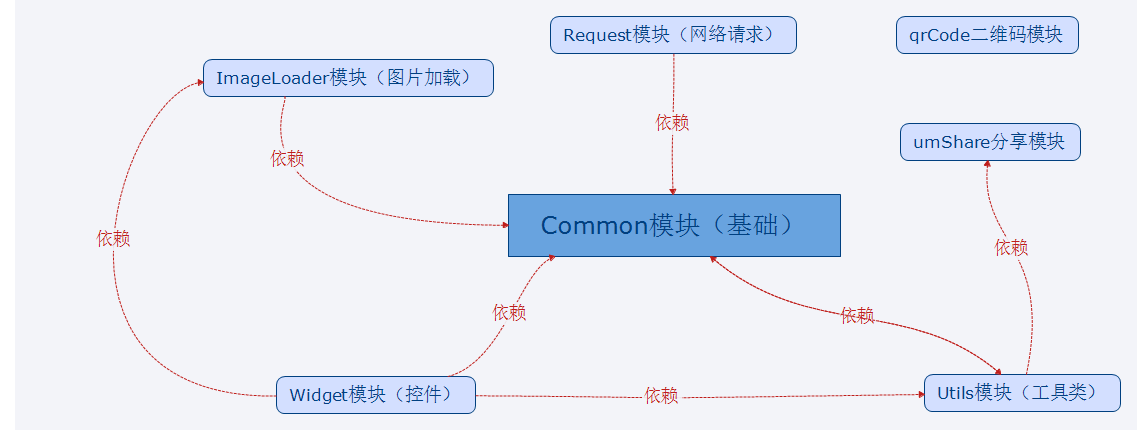 Request模块（网络请求）
qrCode二维码模块
ImageLoader模块（图片加载）
依赖
umShare分享模块
依赖
Common模块（基础）
依赖
依赖
依赖
依赖
Widget模块（控件）
依赖
Utils模块（工具类）